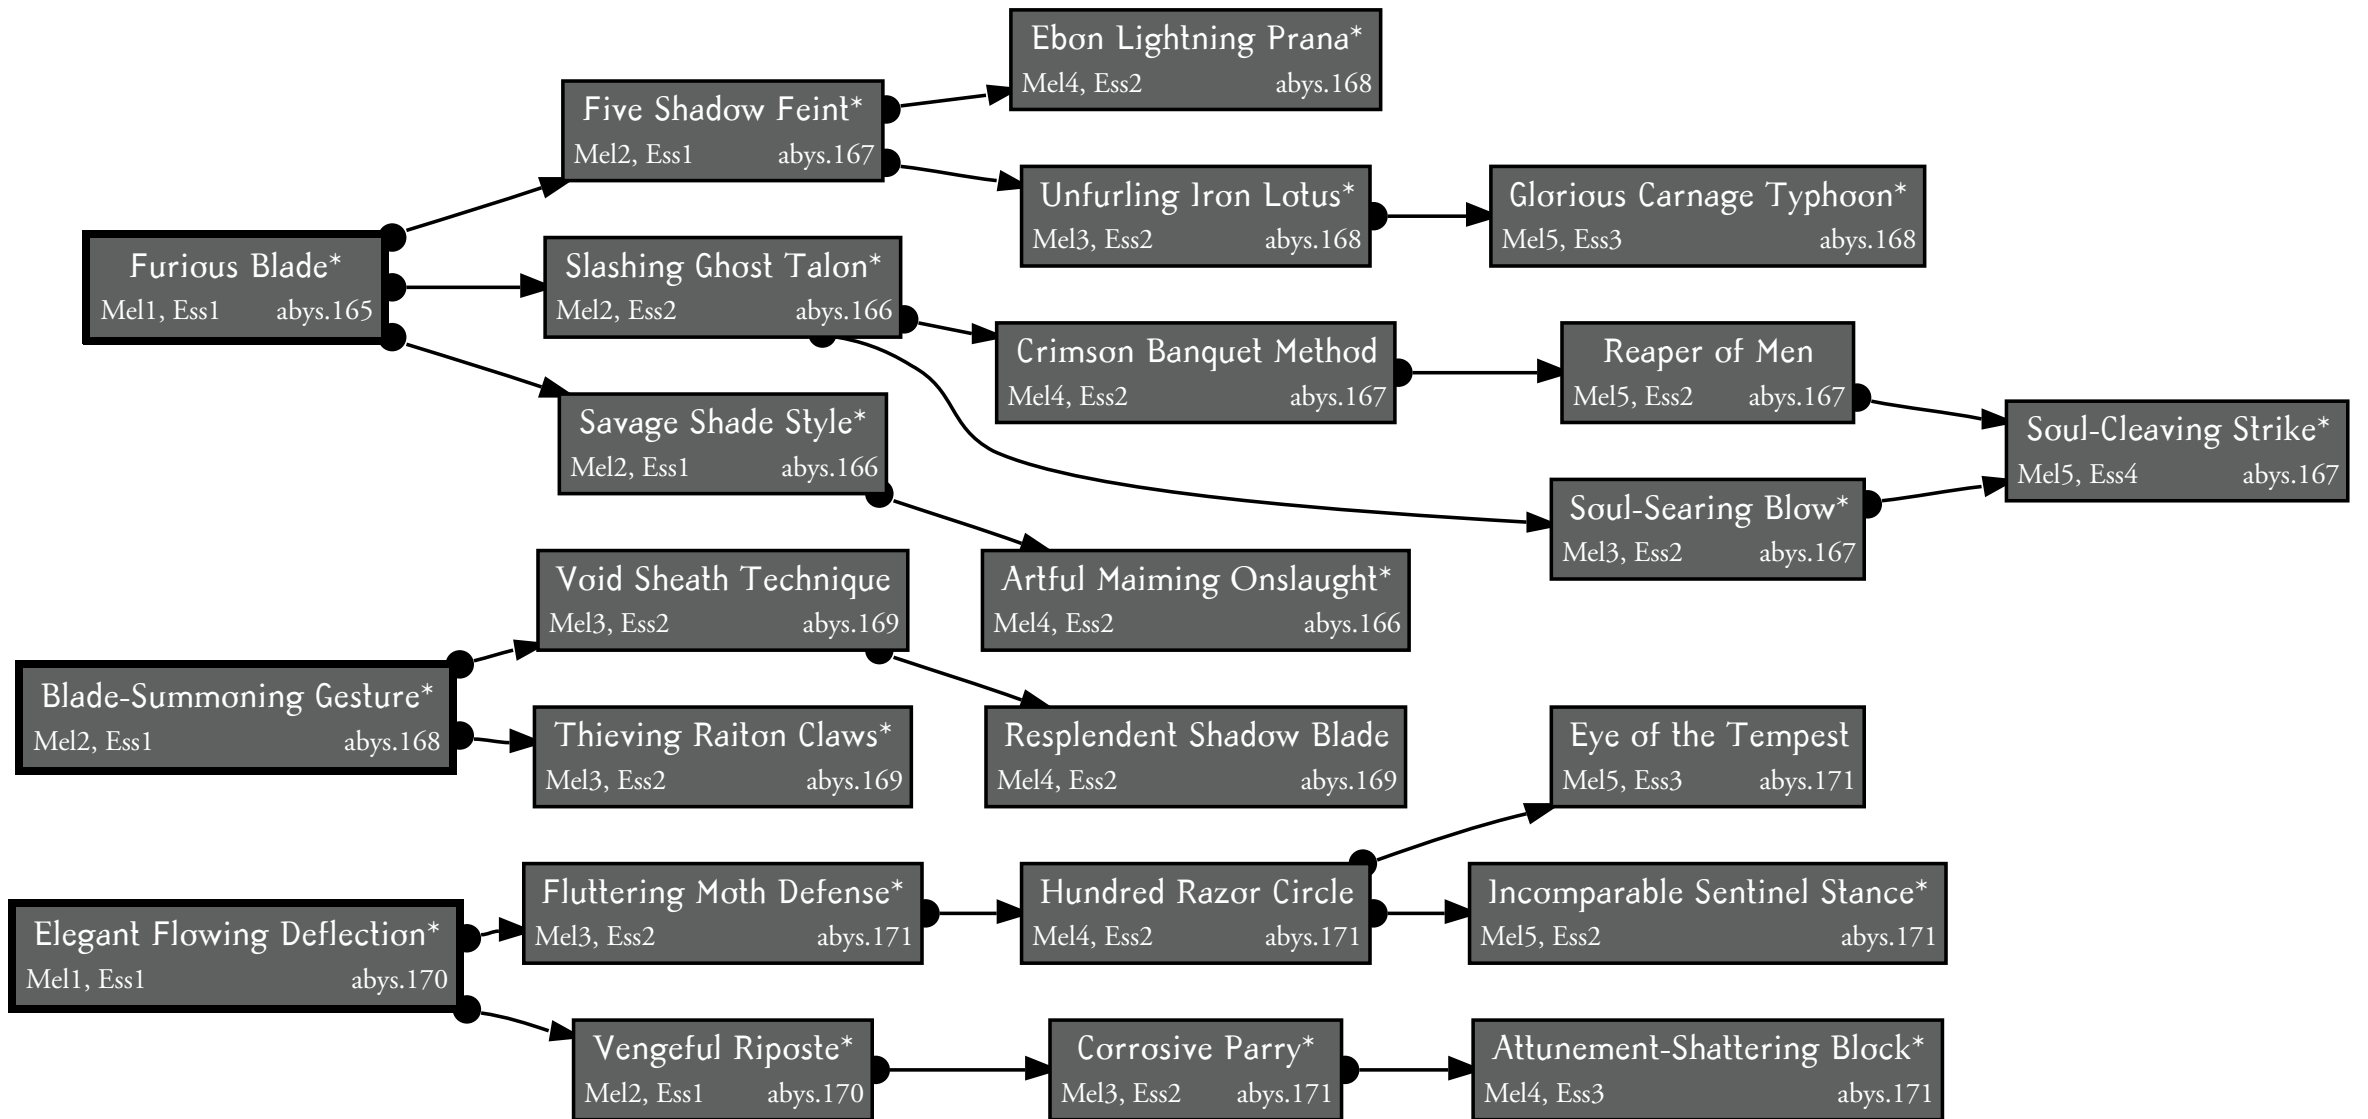 Ebon Lightning Prana*
Mel4, Ess2 abys.168
Five Shadow Feint*
Mel2, Ess1 abys.167
Unfurling Iron Lotus*
Mel3, Ess2 abys.168
Glorious Carnage Typhoon*
Mel5, Ess3 abys.168
Furious Blade*
Mel1, Ess1 abys.165
Slashing Ghost Talon*
Mel2, Ess2 abys.166
Crimson Banquet Method
Mel4, Ess2 abys.167
Reaper of Men
Mel5, Ess2 abys.167
Savage Shade Style*
Mel2, Ess1 abys.166
Soul-Cleaving Strike*
Mel5, Ess4 abys.167
Soul-Searing Blow*
Mel3, Ess2 abys.167
Void Sheath Technique
Mel3, Ess2 abys.169
Artful Maiming Onslaught*
Mel4, Ess2 abys.166
Blade-Summoning Gesture*
Mel2, Ess1 abys.168
Thieving Raiton Claws*
Mel3, Ess2 abys.169
Resplendent Shadow Blade
Mel4, Ess2 abys.169
Eye of the Tempest
Mel5, Ess3 abys.171
Elegant Flowing Deflection*
Mel1, Ess1 abys.170
Fluttering Moth Defense*
Mel3, Ess2 abys.171
Hundred Razor Circle
Mel4, Ess2 abys.171
Incomparable Sentinel Stance*
Mel5, Ess2 abys.171
Vengeful Riposte*
Mel2, Ess1 abys.170
Corrosive Parry*
Mel3, Ess2 abys.171
Attunement-Shattering Block*
Mel4, Ess3 abys.171